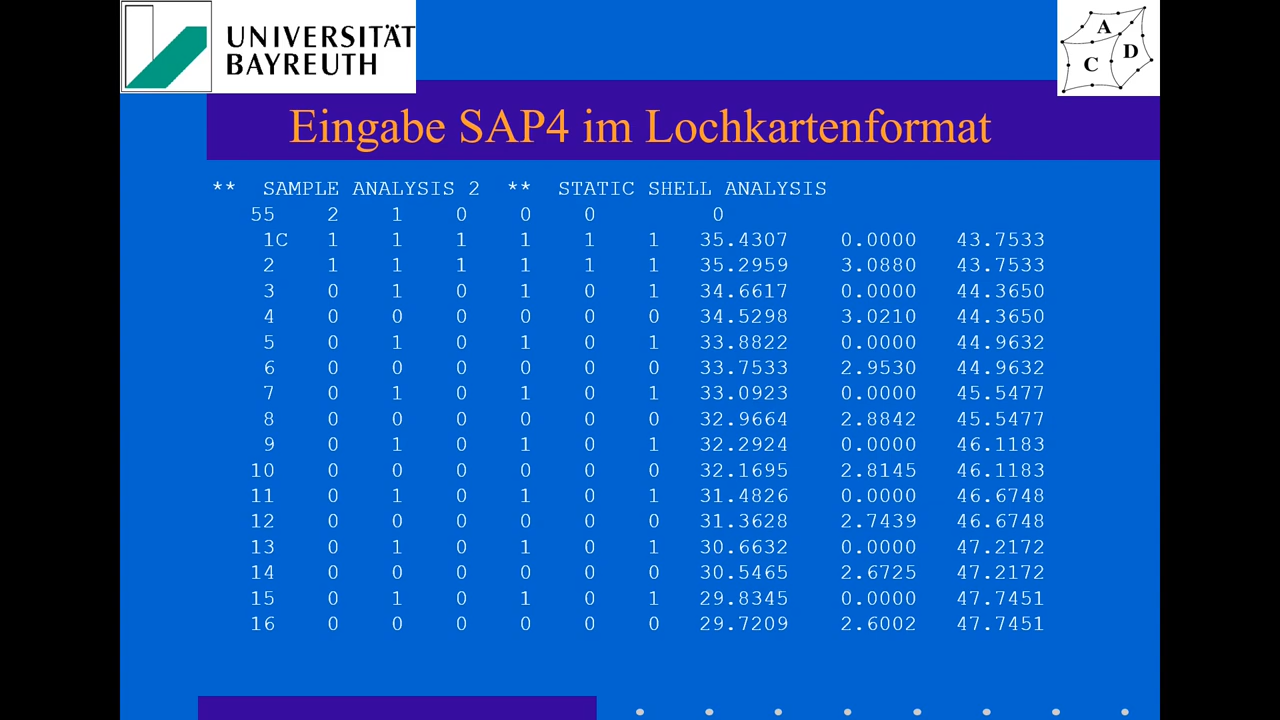 UNIVERSITÄT
BAYREUTH
A
D
C
Eingabe SAP4 im Lochkartenformat
** SAMPLE ANALYSIS 2 ** STATIC SHELL ANALYSIS
55 2 1 0 0 0 0
1C 1 1 1 1 1 1 35.4307 0.0000 43.7533
2 1 1 1 1 1 1 35.2959 3.0880 43.7533
3 0 1 0 1 0 1 34.6617 0.0000 44.3650
4 0 0 0 0 0 0 34.5298 3.0210 44.3650
5 0 1 0 1 0 1 33.8822 0.0000 44.9632
6 0 0 0 0 0 0 33.7533 2.9530 44.9632
7 0 1 0 1 0 1 33.0923 0.0000 45.5477
8 0 0 0 0 0 0 32.9664 2.8842 45.5477
9 0 1 0 1 0 1 32.2924 0.0000 46.1183
10 0 0 0 0 0 0 32.1695 2.8145 46.1183
11 0 1 0 1 0 1 31.4826 0.0000 46.6748
12 0 0 0 0 0 0 31.3628 2.7439 46.6748
13 0 1 0 1 0 1 30.6632 0.0000 47.2172
14 0 0 0 0 0 0 30.5465 2.6725 47.2172
15 0 1 0 1 0 1 29.8345 0.0000 47.7451
16 0 0 0 0 0 0 29.7209 2.6002 47.7451